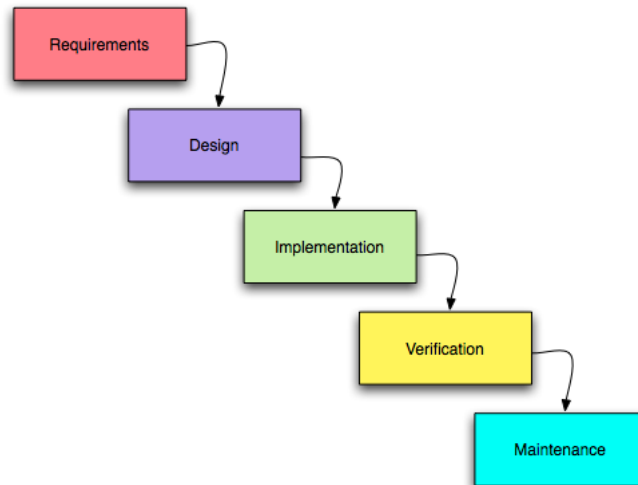 Requirements
Design
Implementation
Verification
Maintenance